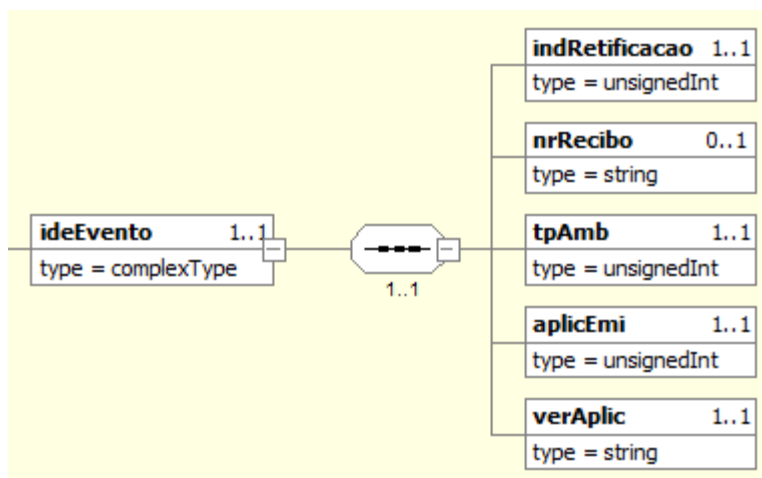 indRetificacao 1..1
type = unsignedInt
nrRecibo 0..1
type = string
ideEvento 1..1
type = complexType
1..1
tpAmb 1..1
type = unsignedInt
aplicEmi 1..1
type = unsignedInt
verAplic 1..1
type = string